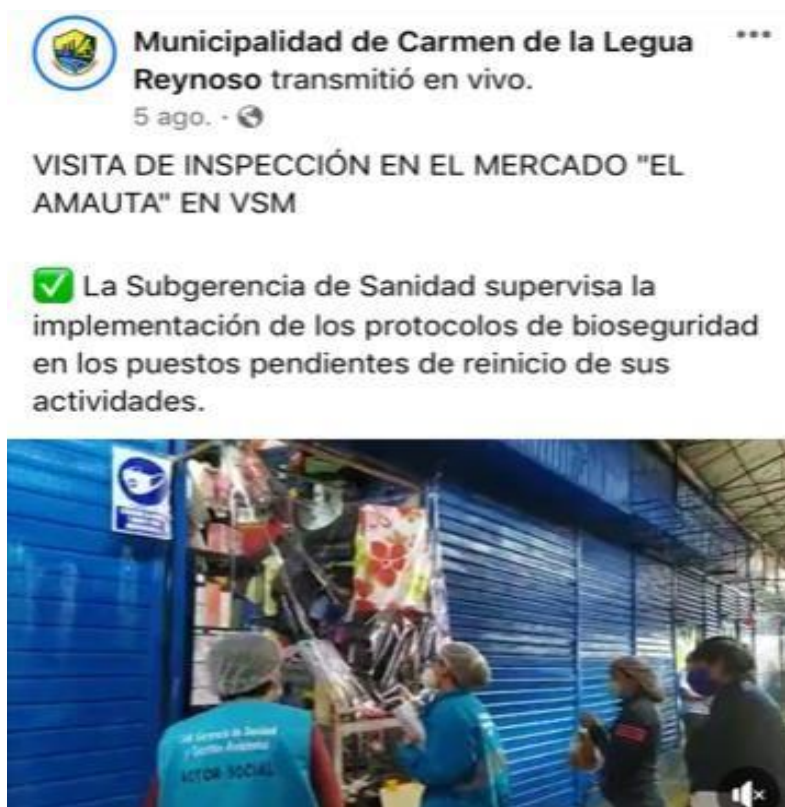 Municipalidad de Carmen de la Legua
Reynoso transmitió en vivo.
5 ago. ·
VISITA DE INSPECCIÓN EN EL MERCADO "EL
AMAUTA" EN VSM
La Subgerencia de Sanidad supervisa la
implementación de los protocolos de bioseguridad
en los puestos pendientes de reinicio de sus
actividades.
ACTOR SOCIAL